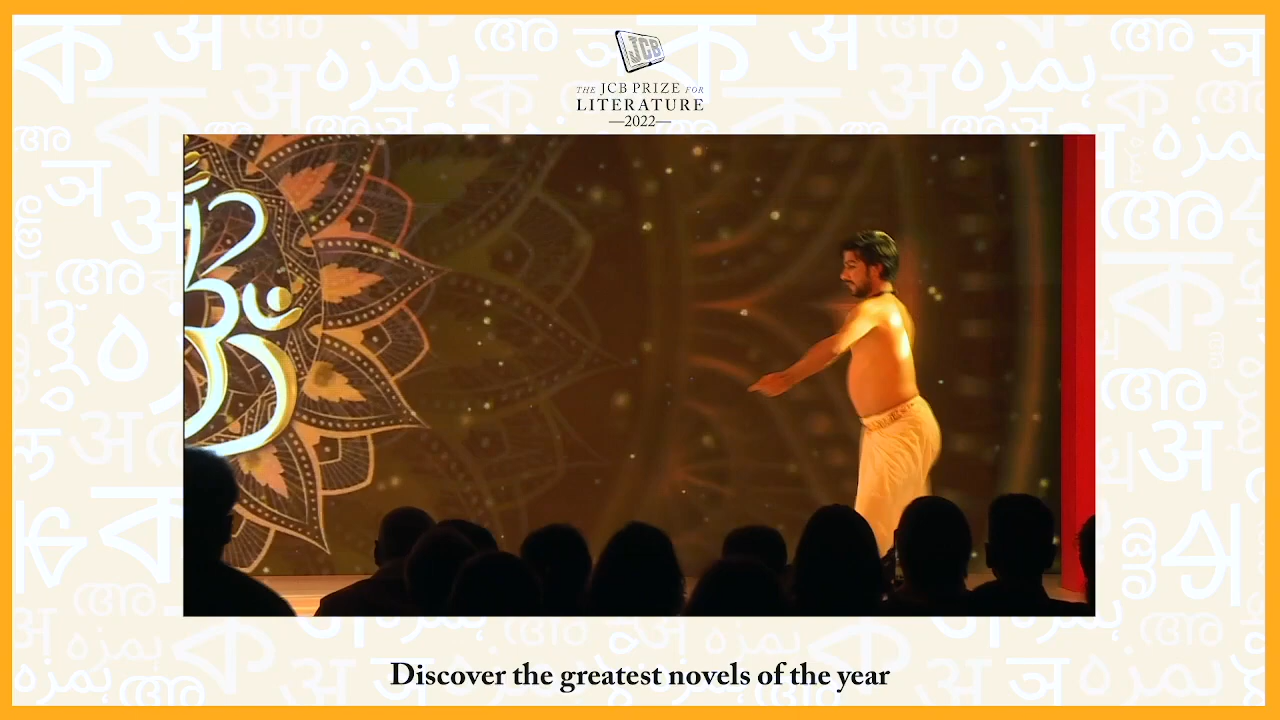 JCB
THE JCB PRIZE FOR
LITERATURE
—2022—
ॐ
Discover the greatest novels of the year